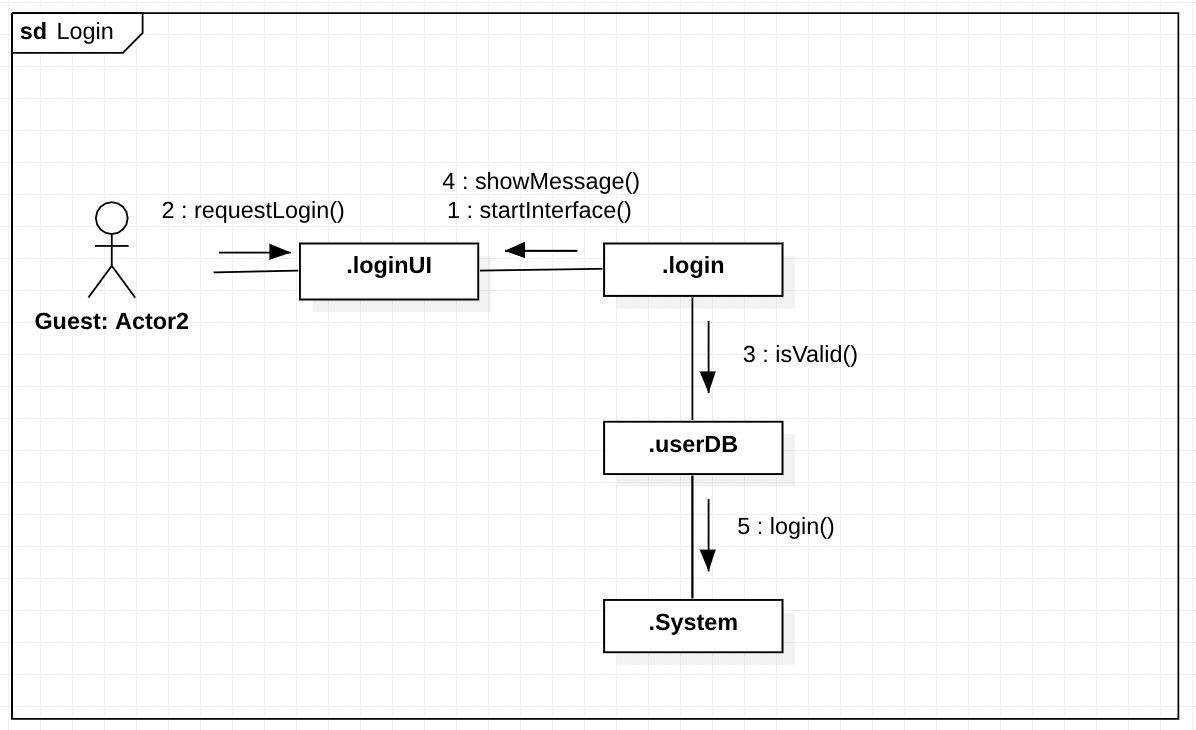 sd Login
4 : showMessage()
2 : requestLogin()
1 : startInterface()
.loginUI
.login
Guest: Actor2
3 : isValid()
.userDB
5 : login()
.System